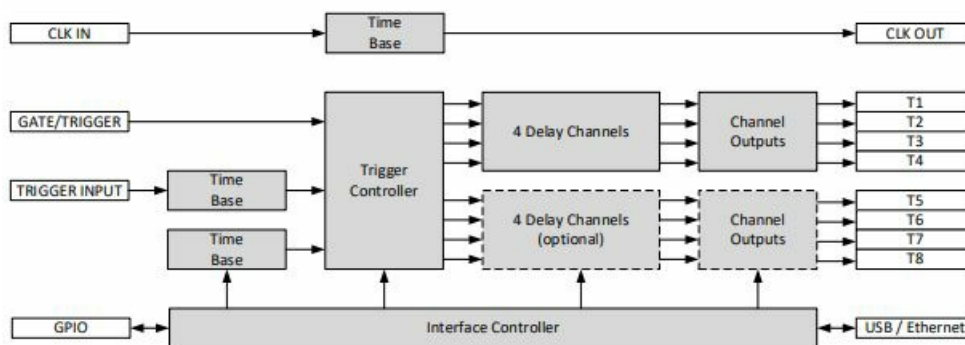 CLK IN
Time
Base
CLK OUT
GATE/TRIGGER
TRIGGER INPUT
Time
Base
Time
Base
Trigger
Controller
4 Delay Channels
Channel
Outputs
T1
T2
T3
T4
4 Delay Channels
(optional)
Channel
Outputs
T5
T6
T7
T8
GPIO
Interface Controller
USB / Ethernet